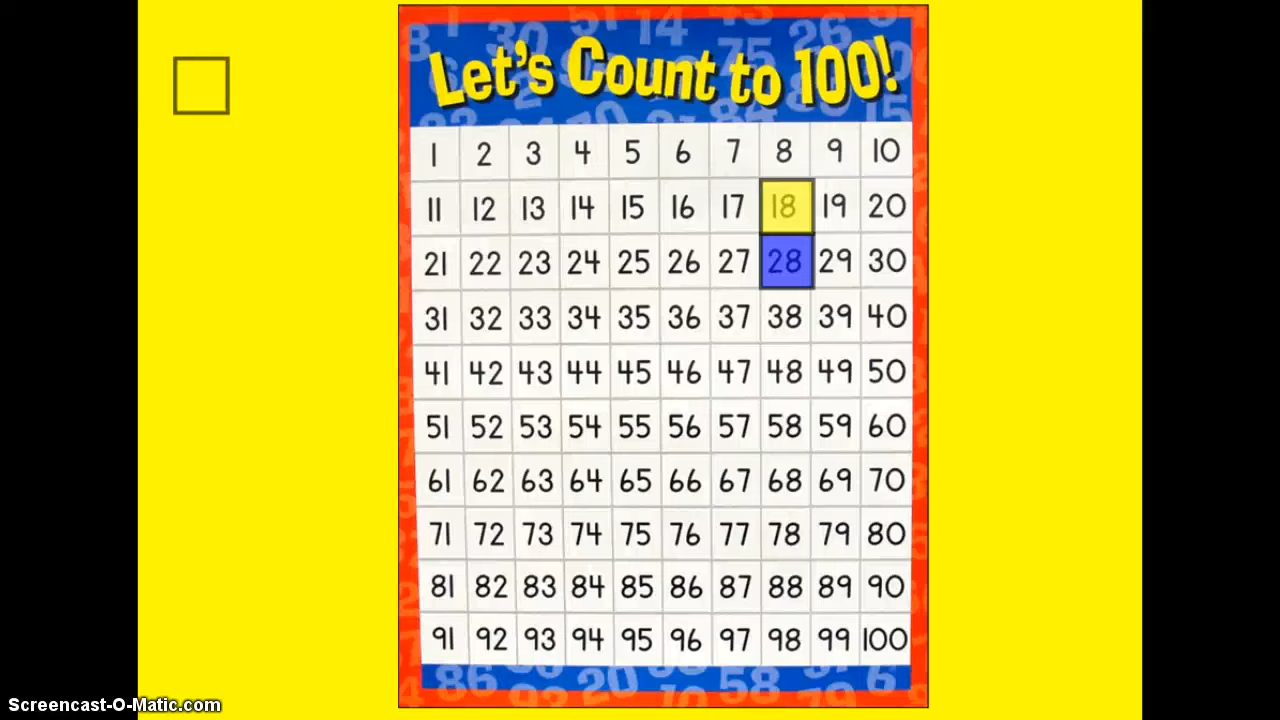 Let's Count to 100!
1 2 3 4 5 6 7 8 9 10
11 12 13 14 15 16 17 18 19 20
21 22 23 24 25 26 27 28 29 30
31 32 33 34 35 36 37 38 39 40
41 42 43 44 45 46 47 48 49 50
51 52 53 54 55 56 57 58 59 60
61 62 63 64 65 66 67 68 69 70
71 72 73 74 75 76 77 78 79 80
81 82 83 84 85 86 87 88 89 90
91 92 93 94 95 96 97 98 99 100
86 20 58 6
Screencast-O-Matic.com